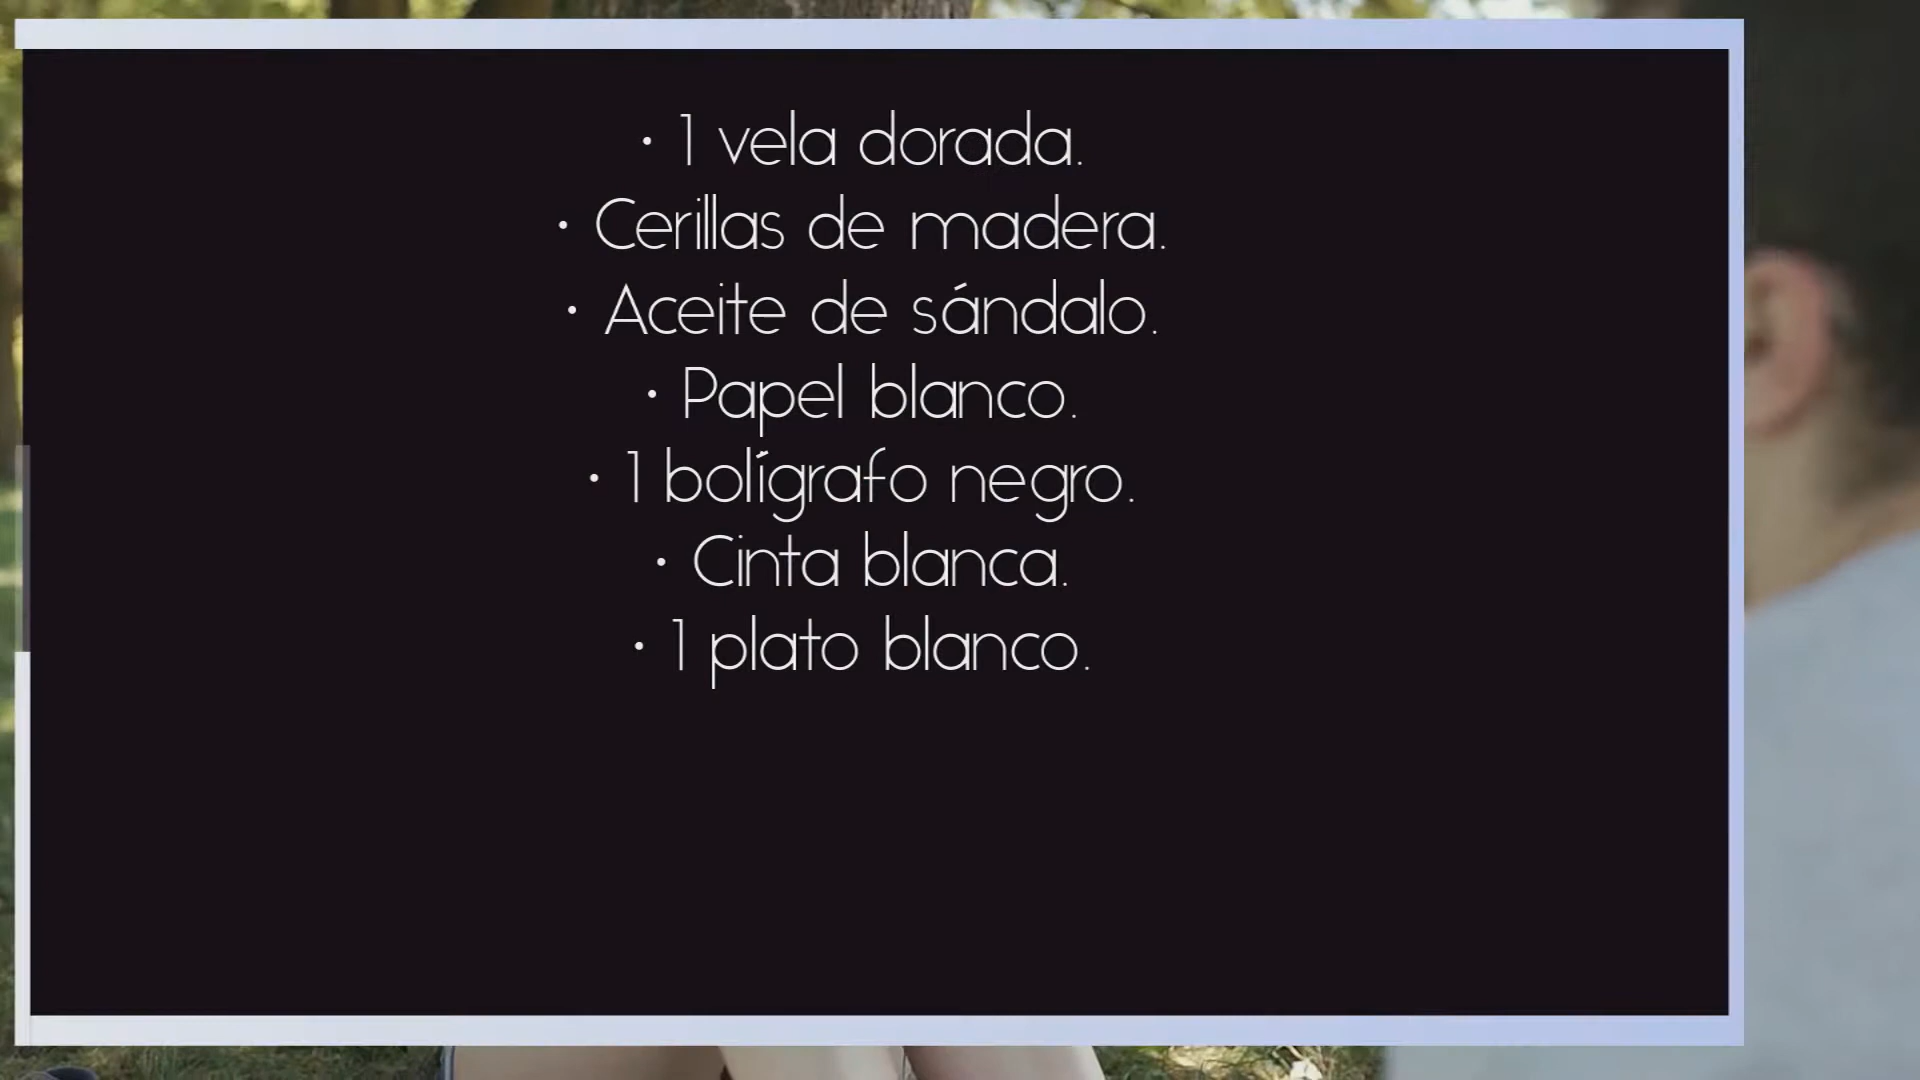 • 1 vela dorada.
• Cerillas de madera.
• Aceite de sándalo.
• Papel blanco.
• 1 bolígrafo negro.
• Cinta blanca.
• 1 plato blanco.